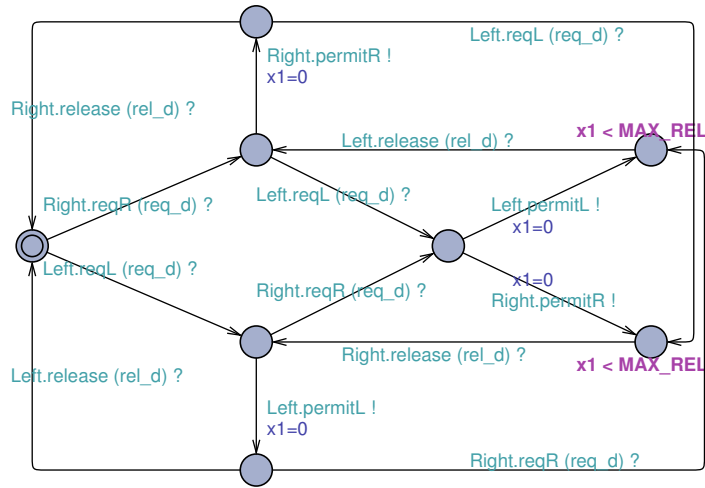 Left.reqL (req_d) ?
Right.permitR !
x1=0
Right.release (rel_d) ?
x1 < MAX_REL
Left.release (rel_d) ?
Left.reqL (req_d) ?
Right.reqR (req_d) ?
Left.permitL !
x1=0
Left.reqL (req_d) ?
x1=0
Right.reqR (req_d) ?
Right.permitR !
Right.release (rel_d) ?
x1 < MAX_REL
Left.release (rel_d) ?
Left.permitL !
x1=0
Right.reqR (req_d) ?